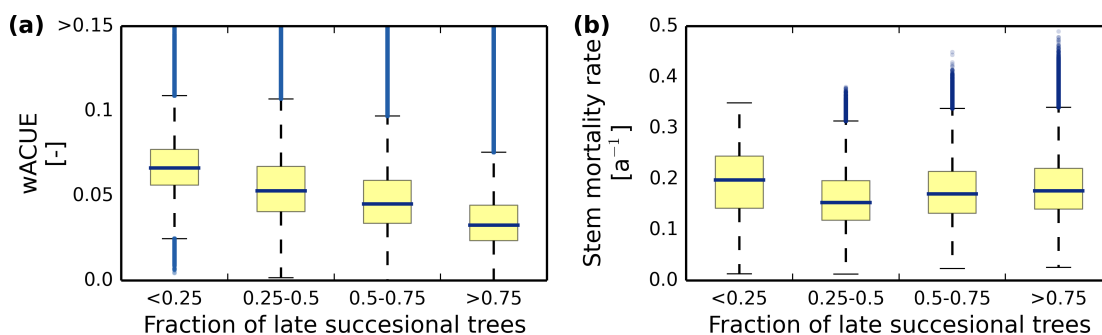 (a)
>0.15
0.1
0.05
0.0
wACUE
[-]
<0.25 0.25-0.5 0.5-0.75 >0.75
Fraction of late succesional trees
(b)
0.5
0.4
0.3
0.2
0.1
0.0
Stem mortality rate
[a⁻¹]
<0.25 0.25-0.5 0.5-0.75 >0.75
Fraction of late succesional trees